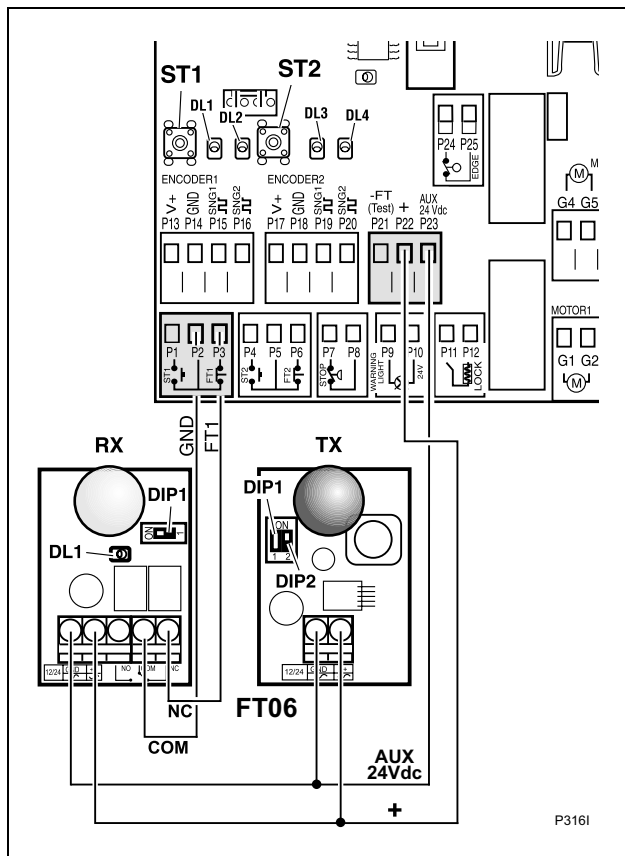 ST1
ST2
DL1
DL2
DL3
DL4
P24 P25
EDGE
M
G4 G5
M
ENCODER1
ENCODER2
V+
GND
SNG1
SNG2
V+
GND
SNG1
SNG2
-FT
(Test)
+
AUX
24 Vdc
P13 P14 P15 P16
P17 P18 P19 P20
P21 P22 P23
MOTOR1
P1 P2 P3
P4 P5 P6
P7 P8
P9 P10
P11 P12
G1 G2
M
ST1
FT1
ST2
FT2
STOP
WARNING
LIGHT
24V
LOCK
GND
FT1
RX
TX
DIP1
ON
1
DL1
DIP1
ON
1 2
DIP2
12/24 GND + NO COM NC
12/24 GND +
NC
FT06
COM
AUX
24Vdc
+
P316I